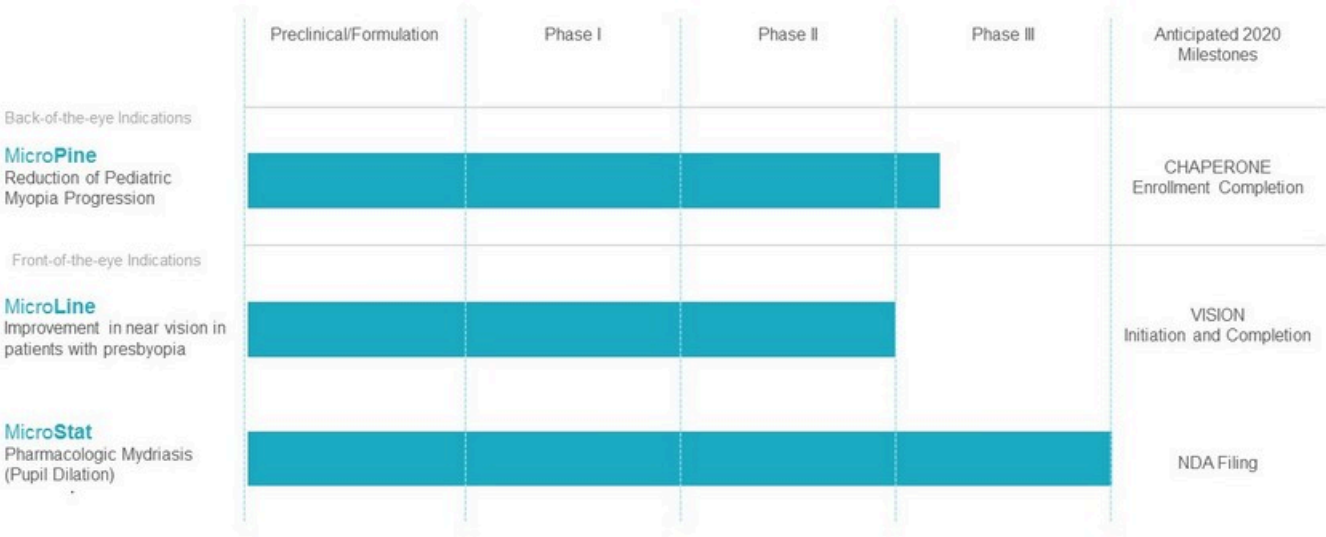 Preclinical/Formulation
Phase I
Phase II
Phase III
Anticipated 2020
Milestones
Back-of-the-eye Indications
MicroPine
Reduction of Pediatric
Myopia Progression
CHAPERONE
Enrollment Completion
Front-of-the-eye Indications
MicroLine
Improvement in near vision in
patients with presbyopia
VISION
Initiation and Completion
MicroStat
Pharmacologic Mydriasis
(Pupil Dilation)
NDA Filing